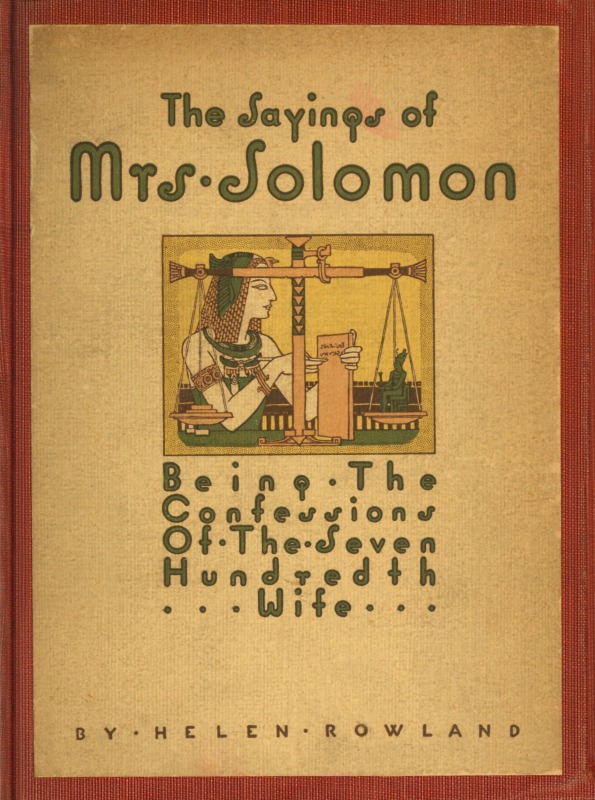 The Sayings of
Mrs·Solomon
Being·The
Confessions
Of·The·Seven
Hundredth
...Wife...
BY·HELEN·ROWLAND